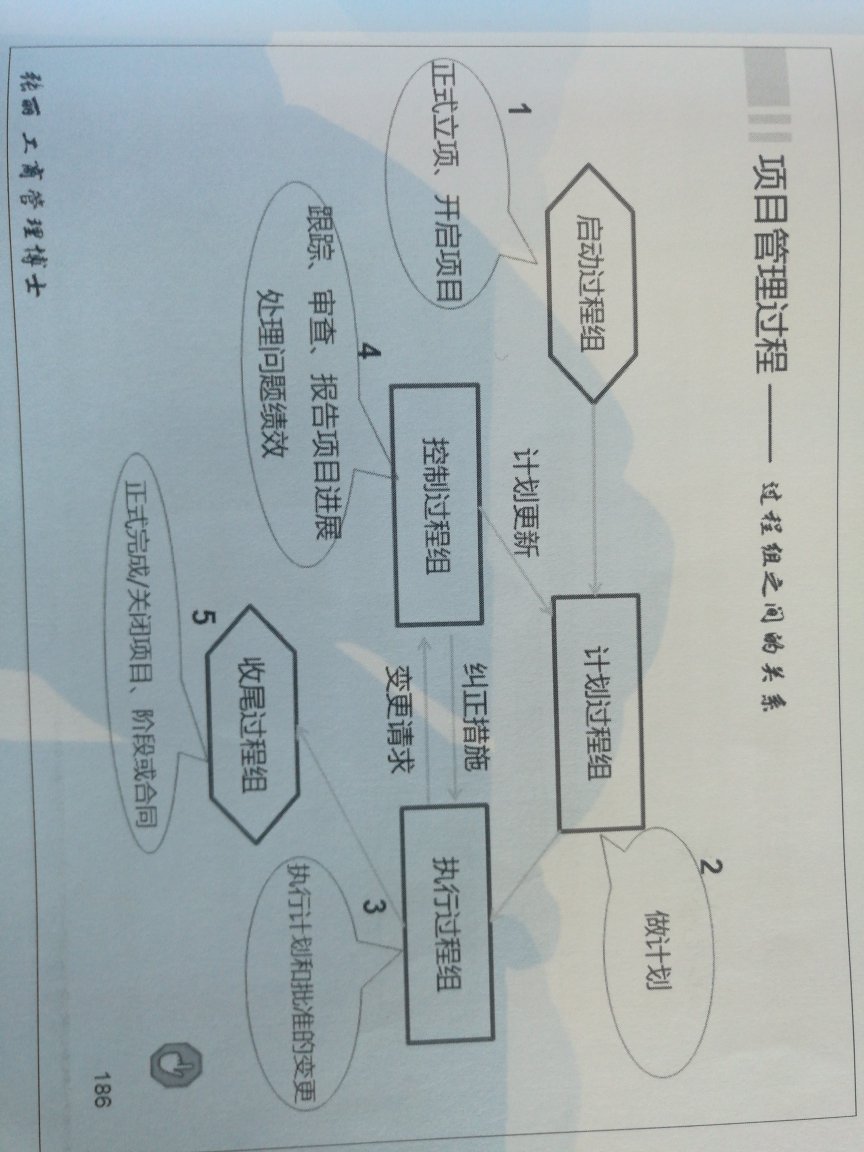 项目管理过程 —— 过程组之间的关系
1
正式立项、开启项目
启动过程组
计划过程组
2
做计划
计划更新
4
跟踪、审查、报告项目进展
处理问题绩效
控制过程组
纠正措施
变更请求
执行过程组
3
执行计划和批准的变更
5
收尾过程组
正式完成/关闭项目、阶段或合同
张丽 工商管理博士
186